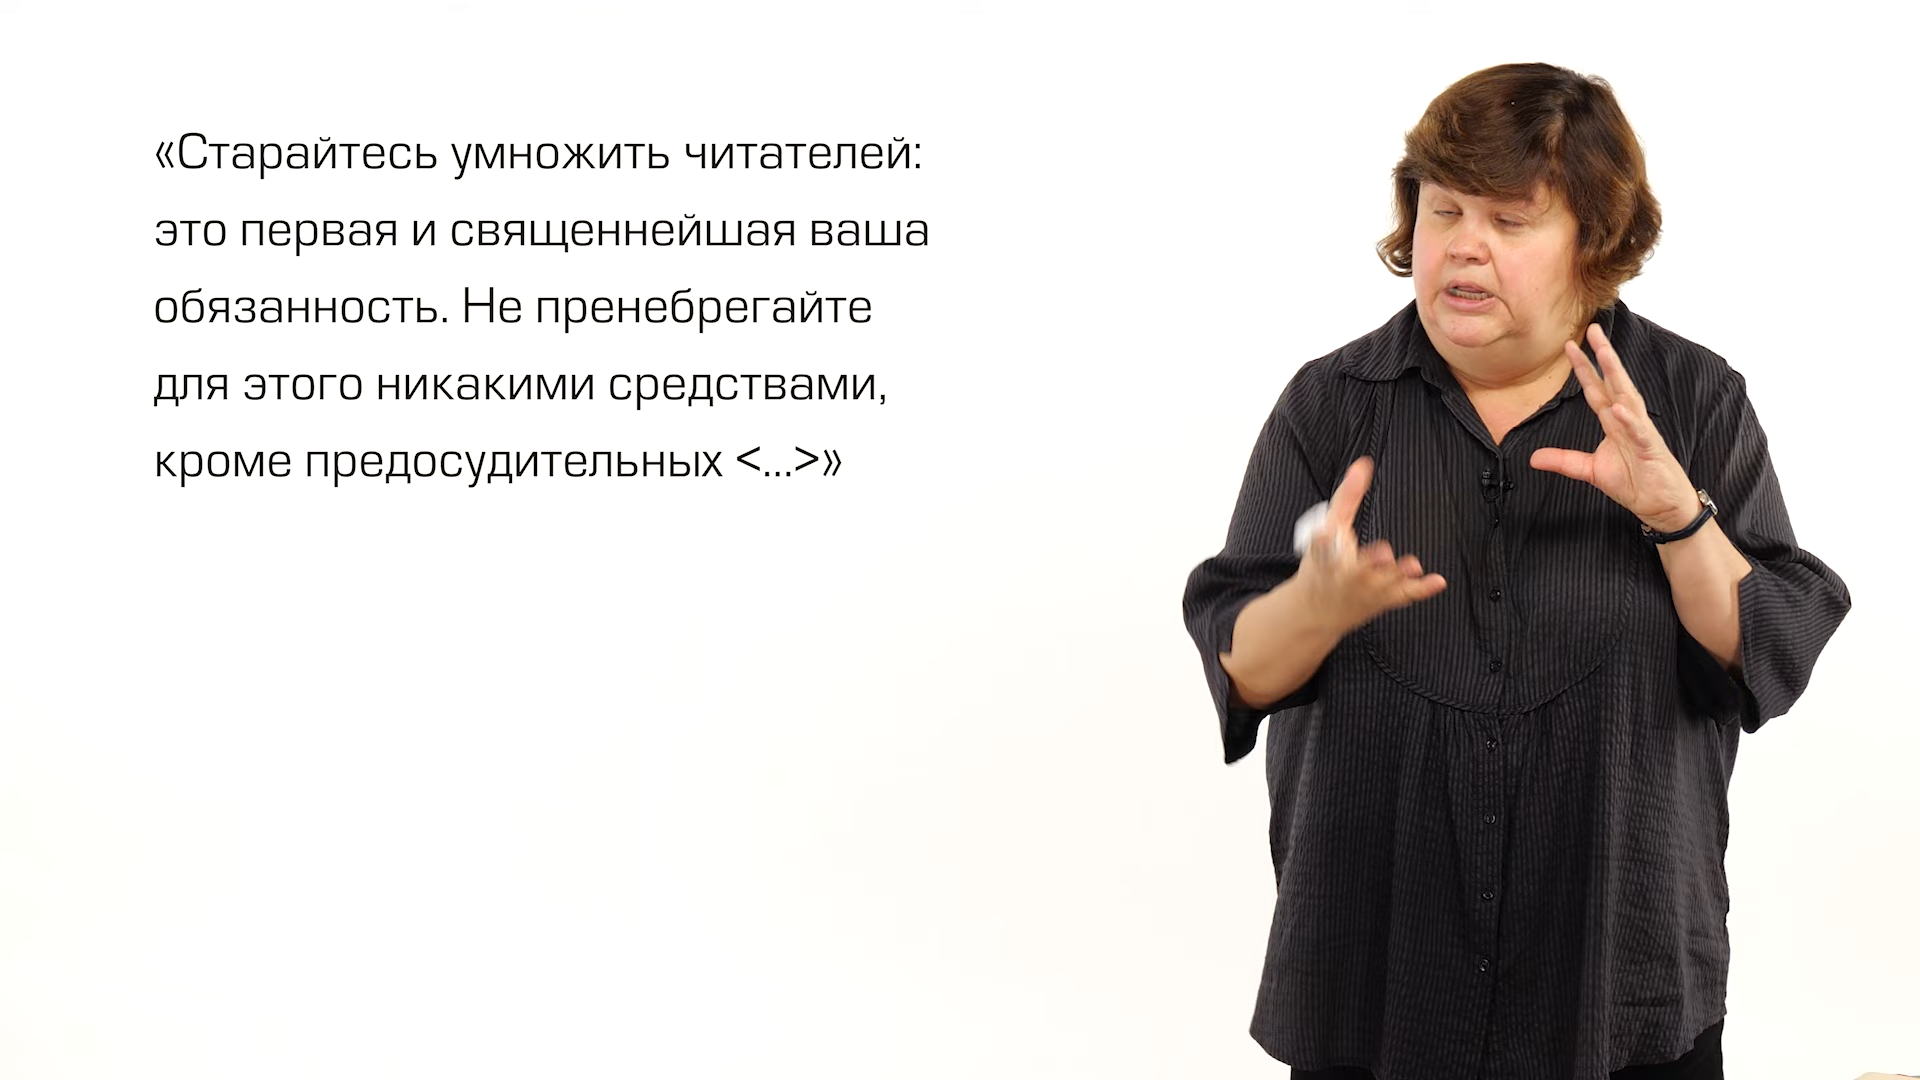 «Старайтесь умножить читателей:
это первая и священнейшая ваша
обязанность. Не пренебрегайте
для этого никакими средствами,
кроме предосудительных <...>»